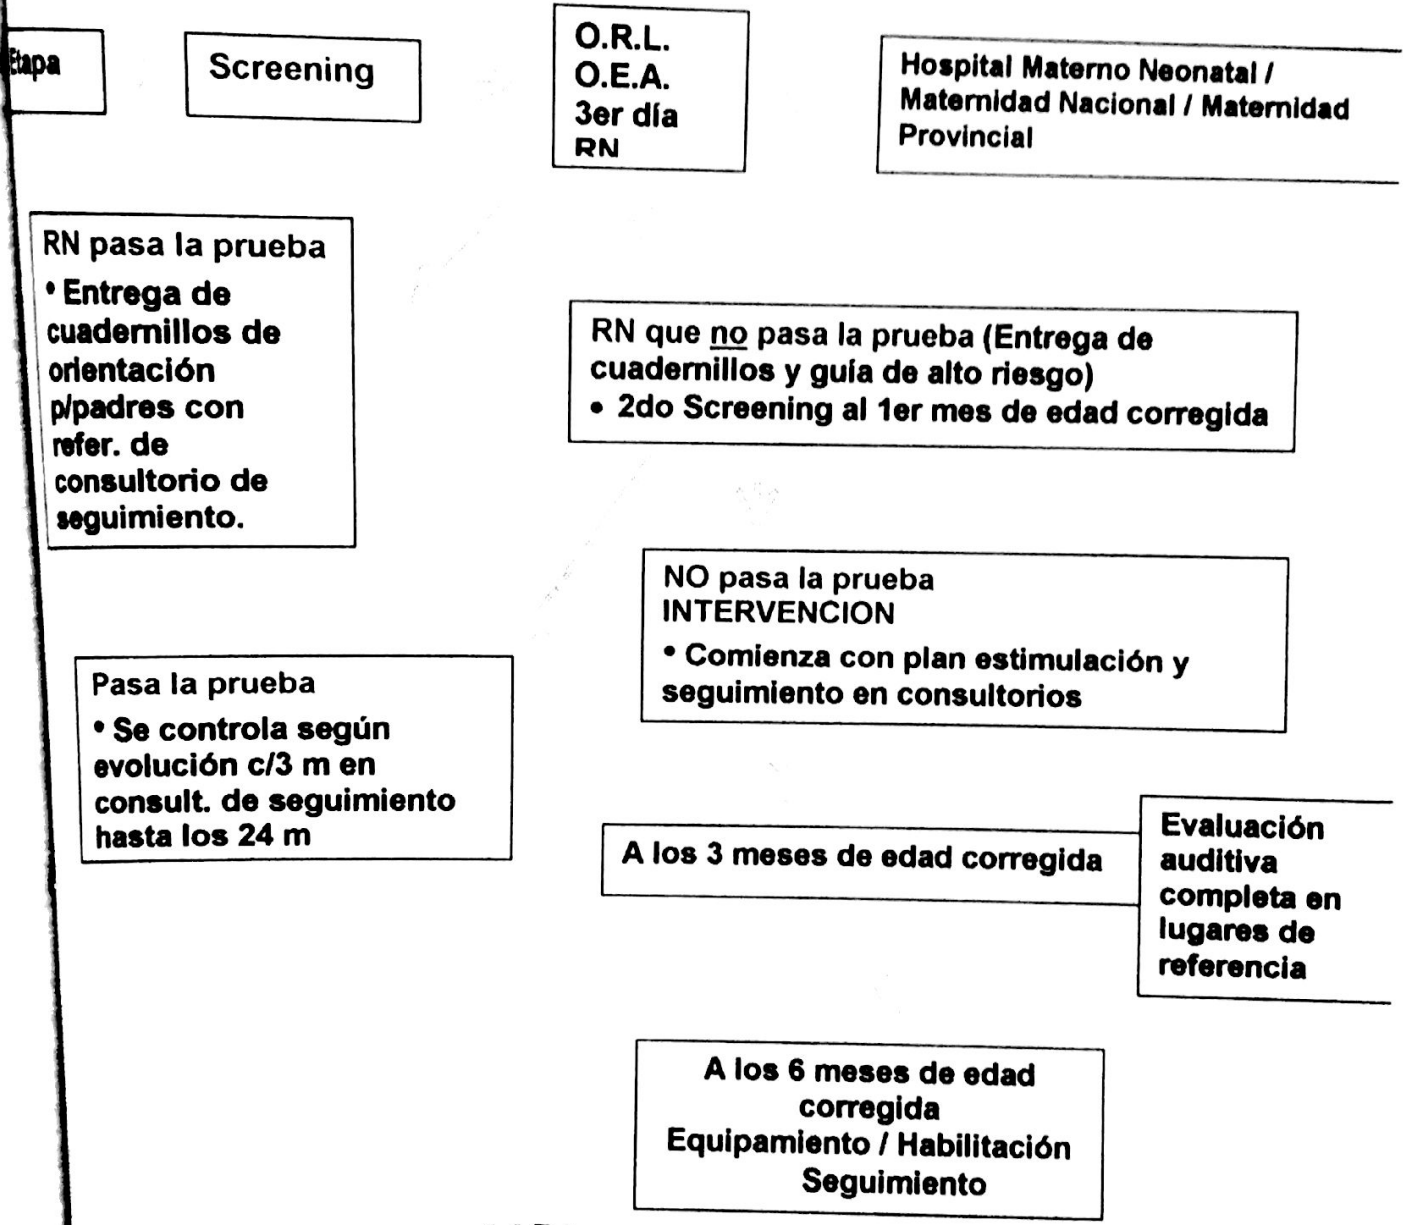 Etapa
Screening
O.R.L.
O.E.A.
3er día
RN
Hospital Materno Neonatal /
Maternidad Nacional / Maternidad
Provincial
RN pasa la prueba
• Entrega de
cuadernillos de
orientación
p/padres con
refer. de
consultorio de
seguimiento.
RN que no pasa la prueba (Entrega de
cuadernillos y guía de alto riesgo)
• 2do Screening al 1er mes de edad corregida
NO pasa la prueba
INTERVENCION
• Comienza con plan estimulación y
seguimiento en consultorios
Pasa la prueba
• Se controla según
evolución c/3 m en
consult. de seguimiento
hasta los 24 m
A los 3 meses de edad corregida
Evaluación
auditiva
completa en
lugares de
referencia
A los 6 meses de edad
corregida
Equipamiento / Habilitación
Seguimiento